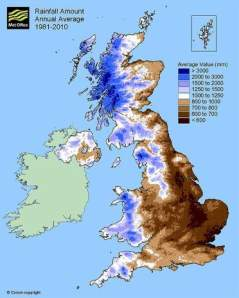 Met Office
Rainfall Amount
Annual Average
1981-2010
Average Value (mm)
> 3000
2000 to 3000
1500 to 2000
1250 to 1500
1000 to 1250
800 to 1000
700 to 800
600 to 700
< 600
© Crown copyright